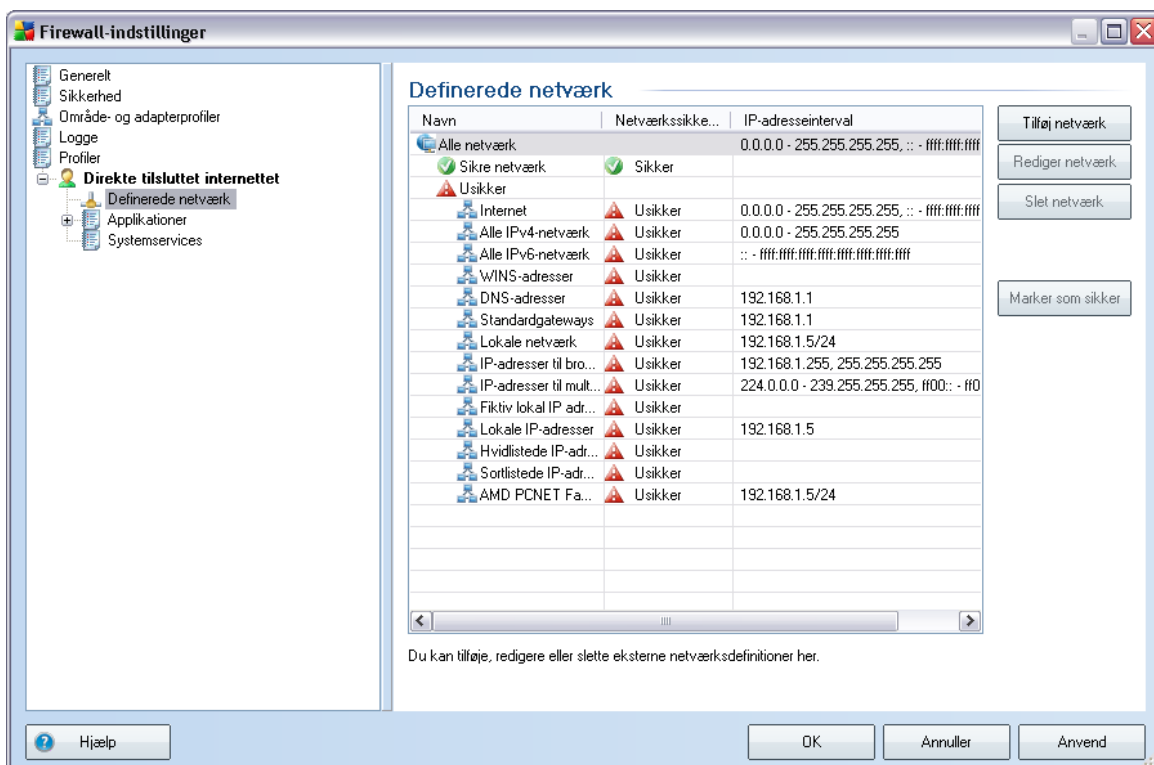 Firewall-indstillinger
Generelt
Sikkerhed
Område- og adapterprofiler
Logge
Profiler
Direkte tilsluttet internettet
Definerede netværk
Applikationer
Systemservices
Definerede netværk
Navn Netværkssikke... IP-adresseinterval
Alle netværk 0.0.0.0 - 255.255.255.255, :: - ffff:ffff:ffff
Sikre netværk Sikker
Usikker
Internet Usikker 0.0.0.0 - 255.255.255.255, :: - ffff:ffff:ffff
Alle IPv4-netværk Usikker 0.0.0.0 - 255.255.255.255
Alle IPv6-netværk Usikker :: - ffff:ffff:ffff:ffff:ffff:ffff:ffff:ffff
WINS-adresser Usikker
DNS-adresser Usikker 192.168.1.1
Standardgateways Usikker 192.168.1.1
Lokale netværk Usikker 192.168.1.5/24
IP-adresser til bro... Usikker 192.168.1.255, 255.255.255.255
IP-adresser til mult... Usikker 224.0.0.0 - 239.255.255.255, ff00:: - ff0
Fiktiv lokal IP adr... Usikker
Lokale IP-adresser Usikker 192.168.1.5
Hvidlistede IP-adr... Usikker
Sortlistede IP-adr... Usikker
AMD PCNET Fa... Usikker 192.168.1.5/24
Tilføj netværk
Rediger netværk
Slet netværk
Marker som sikker
Du kan tilføje, redigere eller slette eksterne netværksdefinitioner her.
Hjælp
OK
Annuller
Anvend